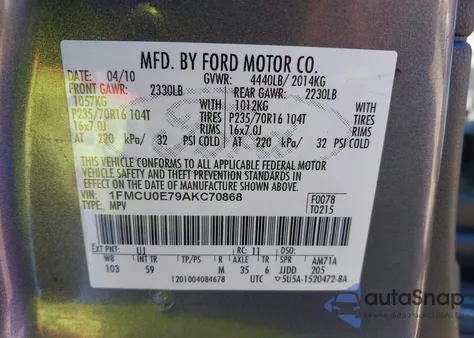 MFD. BY FORD MOTOR CO.
DATE: 04/10 GVWR: 4440LB/ 2014KG
FRONT GAWR: 2330LB REAR GAWR: 2230LB
1057KG WITH 1012KG WITH
P235/70R16 104T TIRES P235/70R16 104T TIRES
16x7.0J RIMS 16x7.0J RIMS
AT 220 kPa/ 32 PSI COLD AT 220 kPa/ 32 PSI COLD
THIS VEHICLE CONFORMS TO ALL APPLICABLE FEDERAL MOTOR
VEHICLE SAFETY AND THEFT PREVENTION STANDARDS IN EFFECT
ON THE DATE OF MANUFACTURE SHOWN ABOVE.
VIN: 1FMCU0E79AKC70868 F0078
TYPE: MPV T0215
EXT PNT: UJ RC: 11 DSO:
WB BRK INT TR TP/PS R AXLE TR SPR AM71A
103 59 M 35 6 JJDD 205
1201004084678 UTC 5U5A-1520472-BA
autoSnap